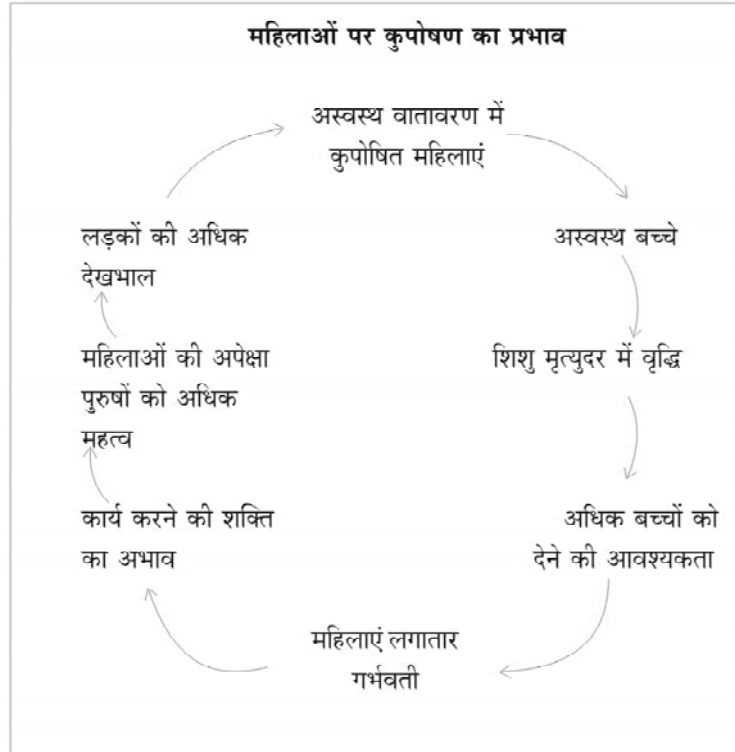 महिलाओं पर कुपोषण का प्रभाव
अस्वस्थ वातावरण में
कुपोषित महिलाएं
अस्वस्थ बच्चे
शिशु मृत्युदर में वृद्धि
अधिक बच्चों को
देने की आवश्यकता
महिलाएं लगातार
गर्भवती
कार्य करने की शक्ति
का अभाव
महिलाओं की अपेक्षा
पुरुषों को अधिक
महत्व
लड़कों की अधिक
देखभाल